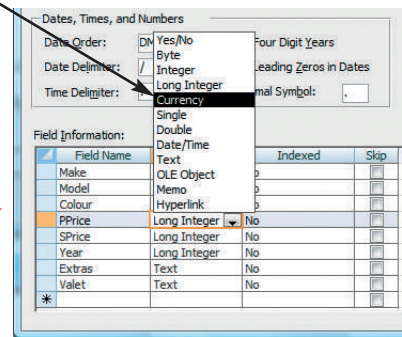 Dates, Times, and Numbers
Date Order: DM Four Digit Years
Date Delimiter: / Leading Zeros in Dates
Time Delimiter: mal Symbol: .
Yes/No
Byte
Integer
Long Integer
Currency
Single
Double
Date/Time
Text
OLE Object
Memo
Hyperlink
Field Information:
Field Name Indexed Skip
Make
Model
Colour
PPrice Long Integer No
SPrice Long Integer No
Year Long Integer No
Extras Text No
Valet Text No
*